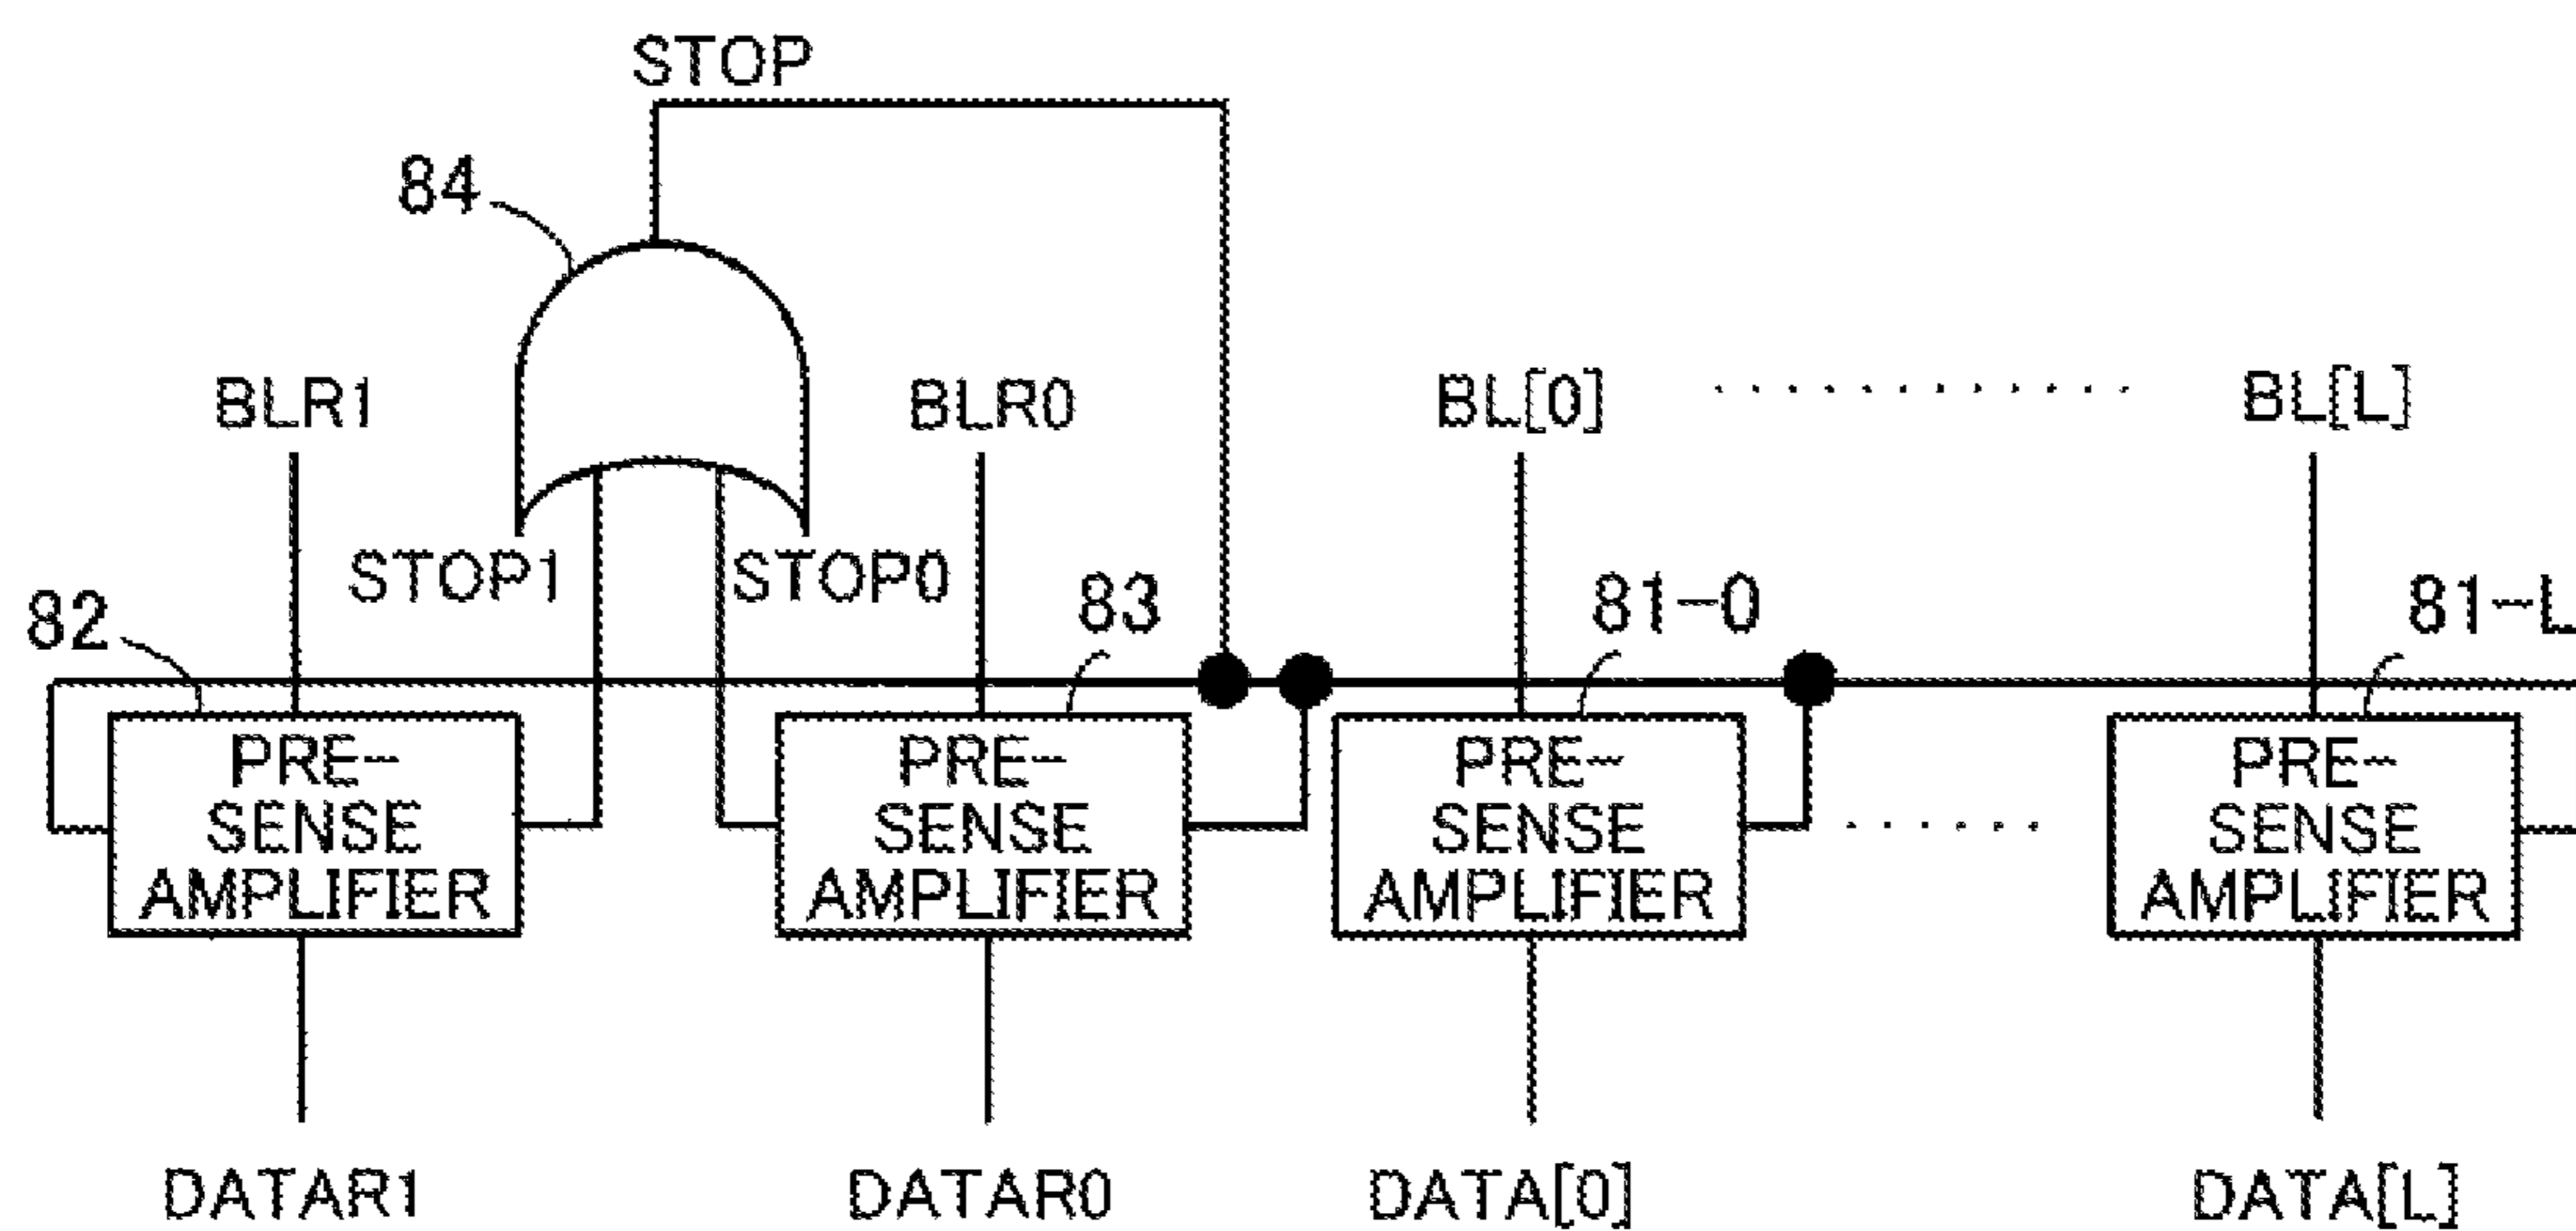 STOP
84
BLR1
BLR0
BL[0] ............ BL[L]
STOP1
STOP0
82
83
81-0
81-L
PRE-
SENSE
AMPLIFIER
PRE-
SENSE
AMPLIFIER
PRE-
SENSE
AMPLIFIER
......
PRE-
SENSE
AMPLIFIER
DATAR1
DATAR0
DATA[0]
DATA[L]